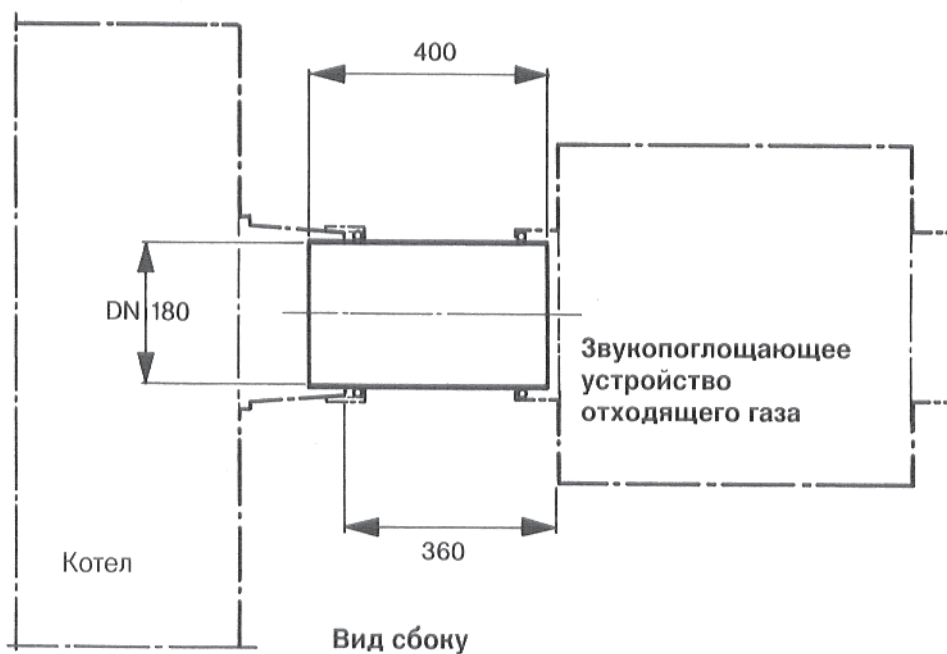 400
DN 180
Звукопоглощающее
устройство
отходящего газа
360
Котел
Вид сбоку